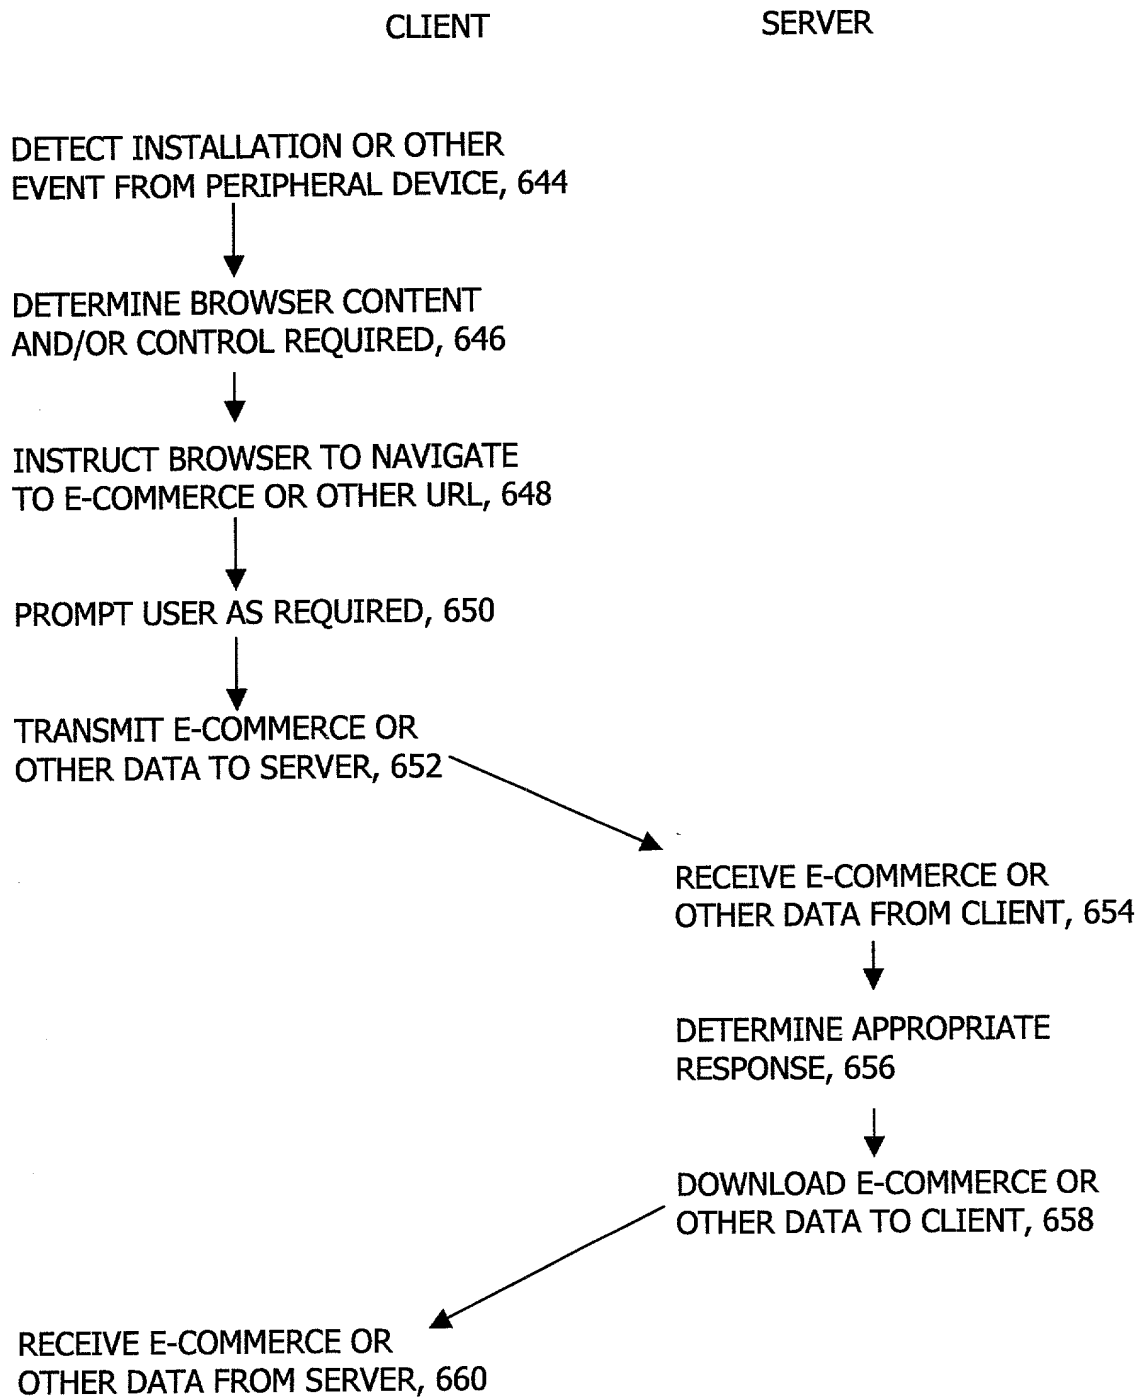 CLIENT SERVER
DETECT INSTALLATION OR OTHER
EVENT FROM PERIPHERAL DEVICE, 644
DETERMINE BROWSER CONTENT
AND/OR CONTROL REQUIRED, 646
INSTRUCT BROWSER TO NAVIGATE
TO E-COMMERCE OR OTHER URL, 648
PROMPT USER AS REQUIRED, 650
TRANSMIT E-COMMERCE OR
OTHER DATA TO SERVER, 652
RECEIVE E-COMMERCE OR
OTHER DATA FROM CLIENT, 654
DETERMINE APPROPRIATE
RESPONSE, 656
DOWNLOAD E-COMMERCE OR
OTHER DATA TO CLIENT, 658
RECEIVE E-COMMERCE OR
OTHER DATA FROM SERVER, 660